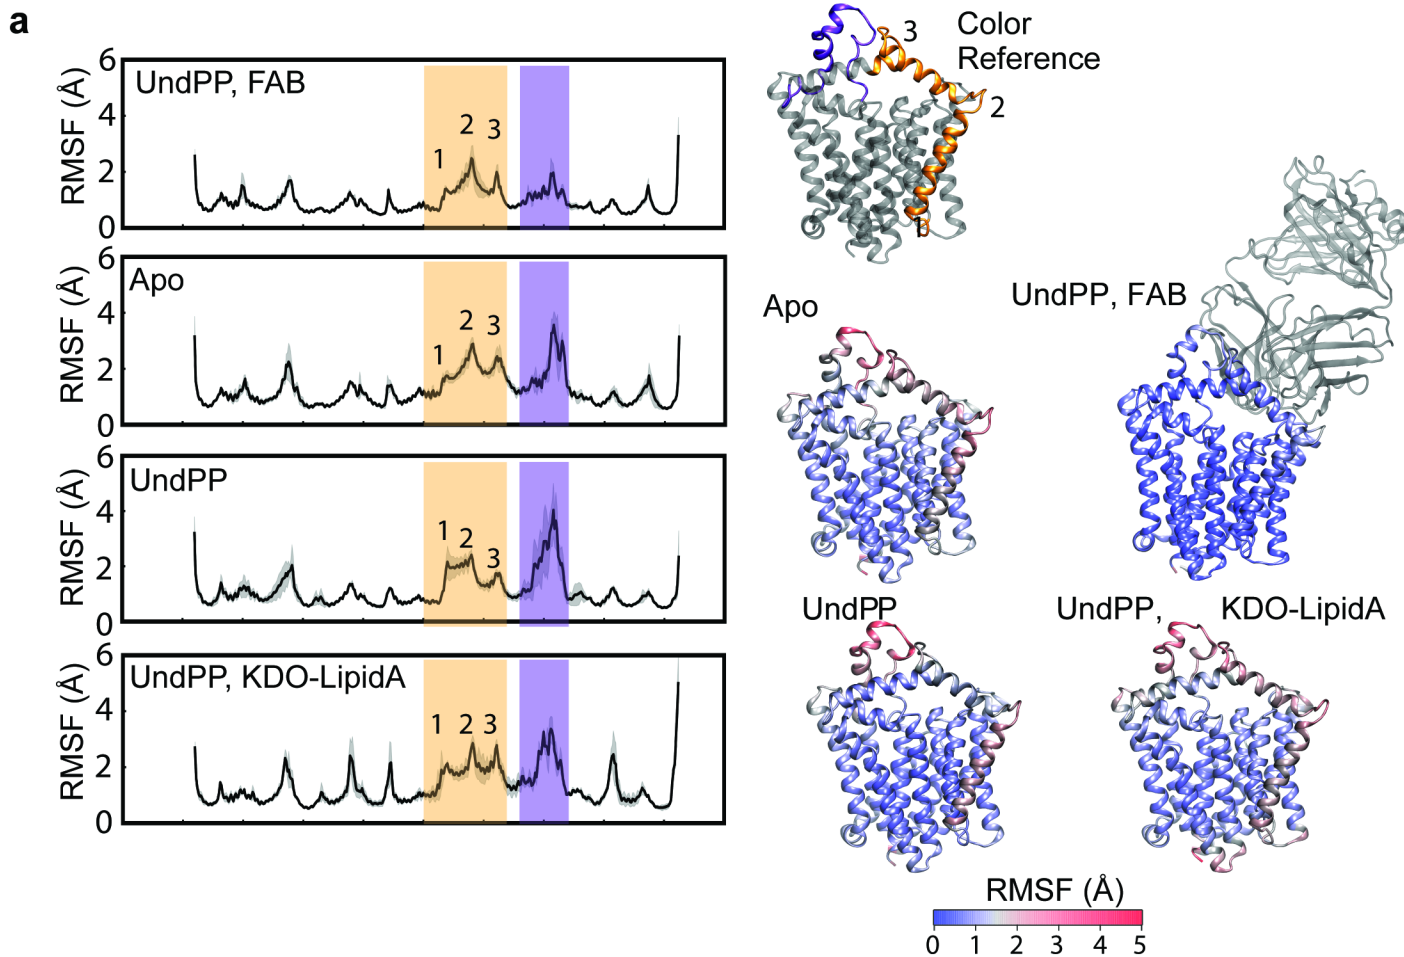 a
6
4
2
0
RMSF (Å)
UndPP, FAB
1
2
3
6
4
2
0
RMSF (Å)
Apo
1
2
3
6
4
2
0
RMSF (Å)
UndPP
1
2
3
6
4
2
0
RMSF (Å)
UndPP, KDO-LipidA
1
2
3
Color
Reference
3
2
1
Apo
UndPP, FAB
UndPP
UndPP, KDO-LipidA
RMSF (Å)
0 1 2 3 4 5